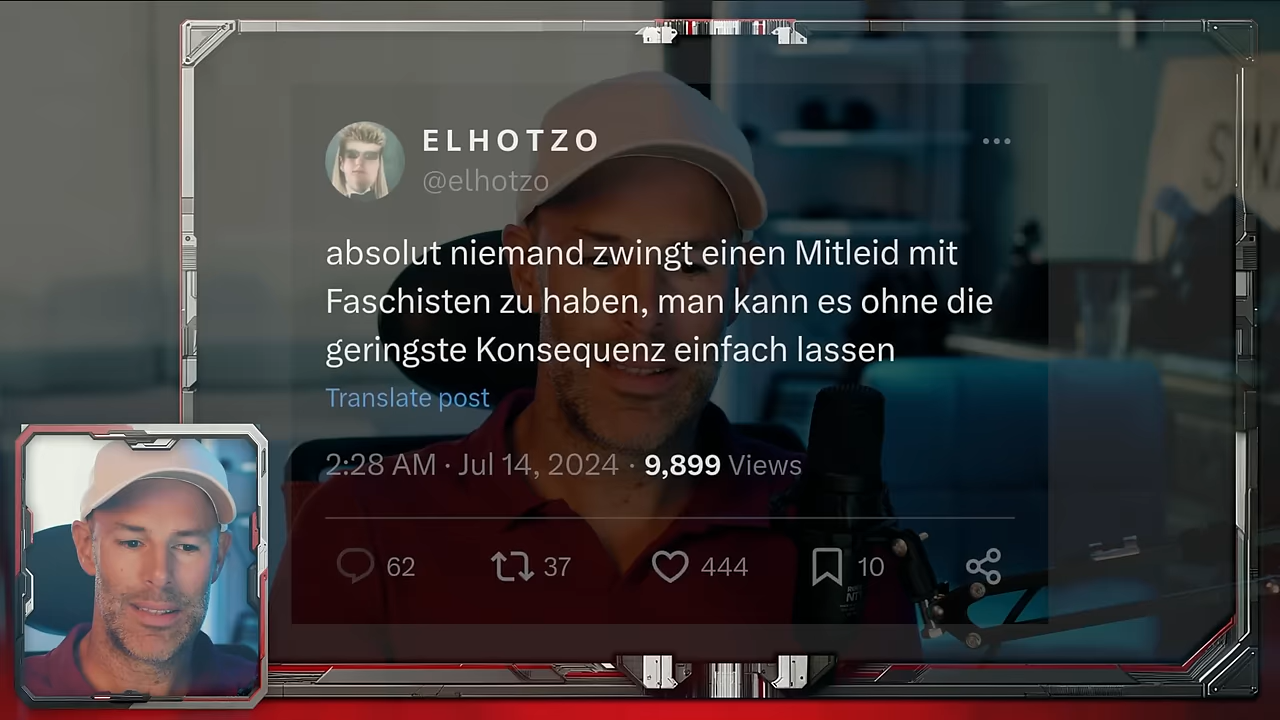 ELHOTZO
@elhotzo
absolut niemand zwingt einen Mitleid mit
Faschisten zu haben, man kann es ohne die
geringste Konsequenz einfach lassen
Translate post
2:28 AM · Jul 14, 2024 · 9,899 Views
62 37 444 10